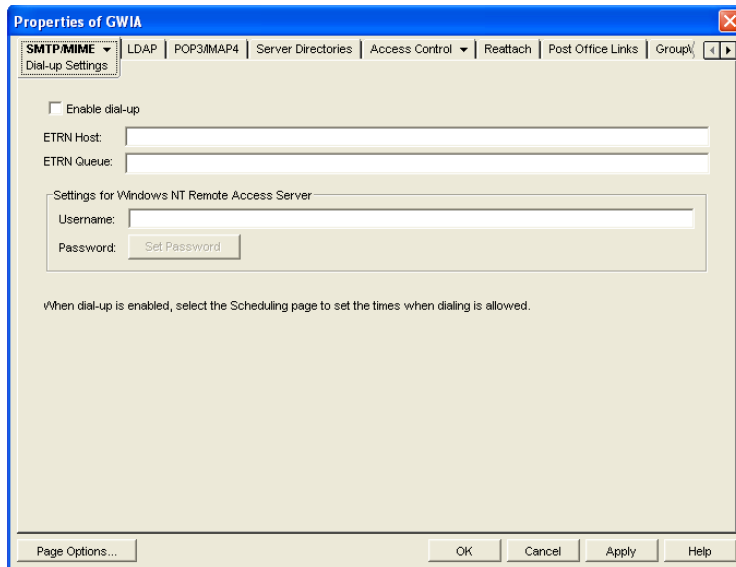 Properties of GWIA
SMTP/MIME LDAP POP3/IMAP4 Server Directories Access Control Reattach Post Office Links
Dial-up Settings
Enable dial-up
ETRN Host:
ETRN Queue:
Settings for Windows NT Remote Access Server
Username:
Password: Set Password
When dial-up is enabled, select the Scheduling page to set the times when dialing is allowed.
Page Options... OK Cancel Apply Help